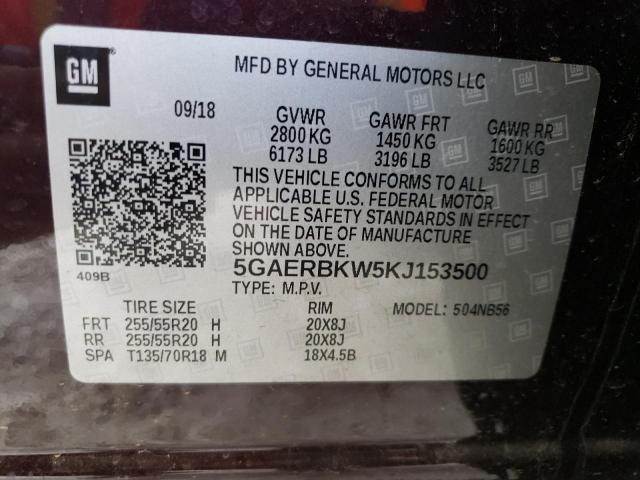 GM
MFD BY GENERAL MOTORS LLC
09/18
GVWR GAWR FRT GAWR RR
2800 KG 1450 KG 1600 KG
6173 LB 3196 LB 3527 LB
THIS VEHICLE CONFORMS TO ALL
APPLICABLE U.S. FEDERAL MOTOR
VEHICLE SAFETY STANDARDS IN EFFECT
ON THE DATE OF MANUFACTURE
SHOWN ABOVE.
409B
5GAERBKW5KJ153500
TYPE: M.P.V.
MODEL: 504NB56
TIRE SIZE RIM
FRT 255/55R20 H 20X8J
RR 255/55R20 H 20X8J
SPA T135/70R18 M 18X4.5B